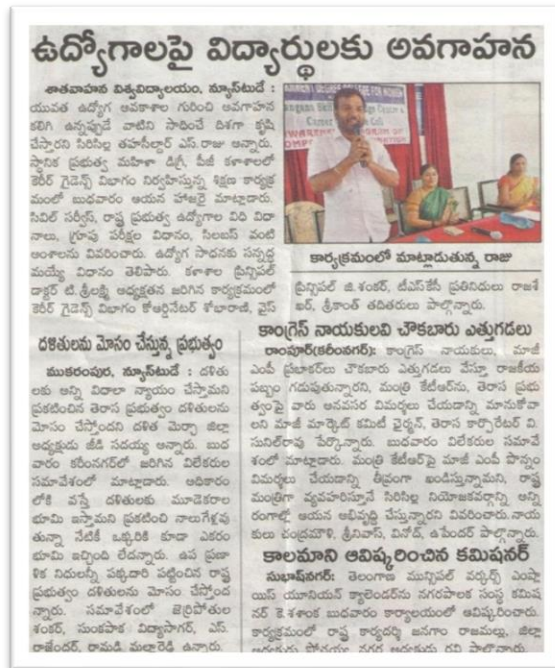 ఉద్యోగాలపై విద్యార్థులకు అవగాహన
శాతవాహన విశ్వవిద్యాలయం, న్యూస్‌టుడే :
యువత ఉద్యోగ అవకాశాల గురించి అవగాహన
కలిగి ఉన్నప్పుడే వాటిని సాధించే దిశగా కృషి
చేస్తారని సిరిసిల్ల తహసీల్దార్ ఎస్.రాజు అన్నారు.
స్థానిక ప్రభుత్వ మహిళా డిగ్రీ, పీజీ కళాశాలలో
కెరీర్ గైడెన్స్ విభాగం నిర్వహిస్తున్న శిక్షణ కార్యక్ర
మంలో బుధవారం ఆయన హాజరై మాట్లాడారు.
సివిల్ సర్వీస్, రాష్ట్ర ప్రభుత్వ ఉద్యోగాల విధి విధా
నాలు, గ్రూపు పరీక్షల విధానం, సిలబస్ వంటి
అంశాలను వివరించారు. ఉద్యోగ సాధనకు సన్నద్ధ
మయ్యే విధానం తెలిపారు. కళాశాల ప్రిన్సిపల్
డాక్టర్ టి.శ్రీలక్ష్మి అధ్యక్షతన జరిగిన కార్యక్రమంలో
కెరీర్ గైడెన్స్ విభాగం కోఆర్డినేటర్ శోభారాణి, వైస్
కార్యక్రమంలో మాట్లాడుతున్న రాజు
ప్రిన్సిపల్ జి.శంకర్, టీఎస్‌కేసీ ప్రతినిధులు రాజశే
ఖర్, శ్రీకాంత్ తదితరులు పాల్గొన్నారు.
దళితులను మోసం చేస్తున్న ప్రభుత్వం
ముకరంపుర, న్యూస్‌టుడే : దళితు
లకు అన్ని విధాలా న్యాయం చేస్తామని
ప్రకటించిన తెరాస ప్రభుత్వం దళితులను
మోసం చేస్తోందని దళిత మోర్చా జిల్లా
అధ్యక్షుడు జీడి సదయ్య అన్నారు. బుధ
వారం కరీంనగర్‌లో జరిగిన విలేకరుల
సమావేశంలో మాట్లాడారు. అధికారం
లోకి వస్తే దళితులకు మూడెకరాల
భూమి ఇస్తామని ప్రకటించి నాలుగేళ్లవు
తున్నా నేటికీ ఒక్కరికి కూడా ఎకరం
భూమి ఇచ్చింది లేదన్నారు. ఉప ప్రణా
ళిక నిధులన్నీ పక్కదారి పట్టించిన రాష్ట్ర
ప్రభుత్వం దళితులను మోసం చేస్తోంద
న్నారు. సమావేశంలో జెర్రిపోతుల
శంకర్, సుంకపాక విద్యాసాగర్, ఎస్.
రాజేందర్, రామిడి మల్లారెడ్డి ఉన్నారు.
కాంగ్రెస్ నాయకులవి చౌకబారు ఎత్తుగడలు
రాంపూర్(కరీంనగర్): కాంగ్రెస్ నాయకులు, మాజీ
ఎంపీ ప్రభాకర్‌లు చౌకబారు ఎత్తుగడలు వేస్తూ రాజకీయ
పబ్బం గడుపుతున్నారని, మంత్రి కేటీఆర్‌ను, తెరాస ప్రభు
త్వంపై వారు అనవసర విమర్శలు చేయడాన్ని మానుకోవా
లని మాజీ మార్కెట్ కమిటీ ఛైర్మన్, తెరాస కార్పొరేటర్ వి.
సునీల్‌రావు పేర్కొన్నారు. బుధవారం విలేకరుల సమావే
శంలో మాట్లాడారు. మంత్రి కేటీఆర్‌పై మాజీ ఎంపీ పొన్నం
విమర్శలు చేయడాన్ని తీవ్రంగా ఖండిస్తున్నామని, రాష్ట్ర
మంత్రిగా వ్యవహరిస్తూనే సిరిసిల్ల నియోజకవర్గాన్ని అన్ని
రంగాల్లో ఆయన అభివృద్ధి చేస్తున్నారని వివరించారు.నాయ
కులు చంద్రమౌళి, శ్రీనివాస్, వినోద్, ఉపేందర్ పాల్గొన్నారు.
కాలమాని ఆవిష్కరించిన కమిషనర్
సుభాష్‌నగర్: తెలంగాణ మున్సిపల్ వర్కర్స్ ఎంప్లా
యిస్ యూనియన్ క్యాలెండర్‌ను నగరపాలక సంస్థ కమిష
నర్ కె.శశాంక బుధవారం కార్యాలయంలో ఆవిష్కరించారు.
కార్యక్రమంలో రాష్ట్ర కార్యదర్శి జనగాం రాజమల్లు, జిల్లా